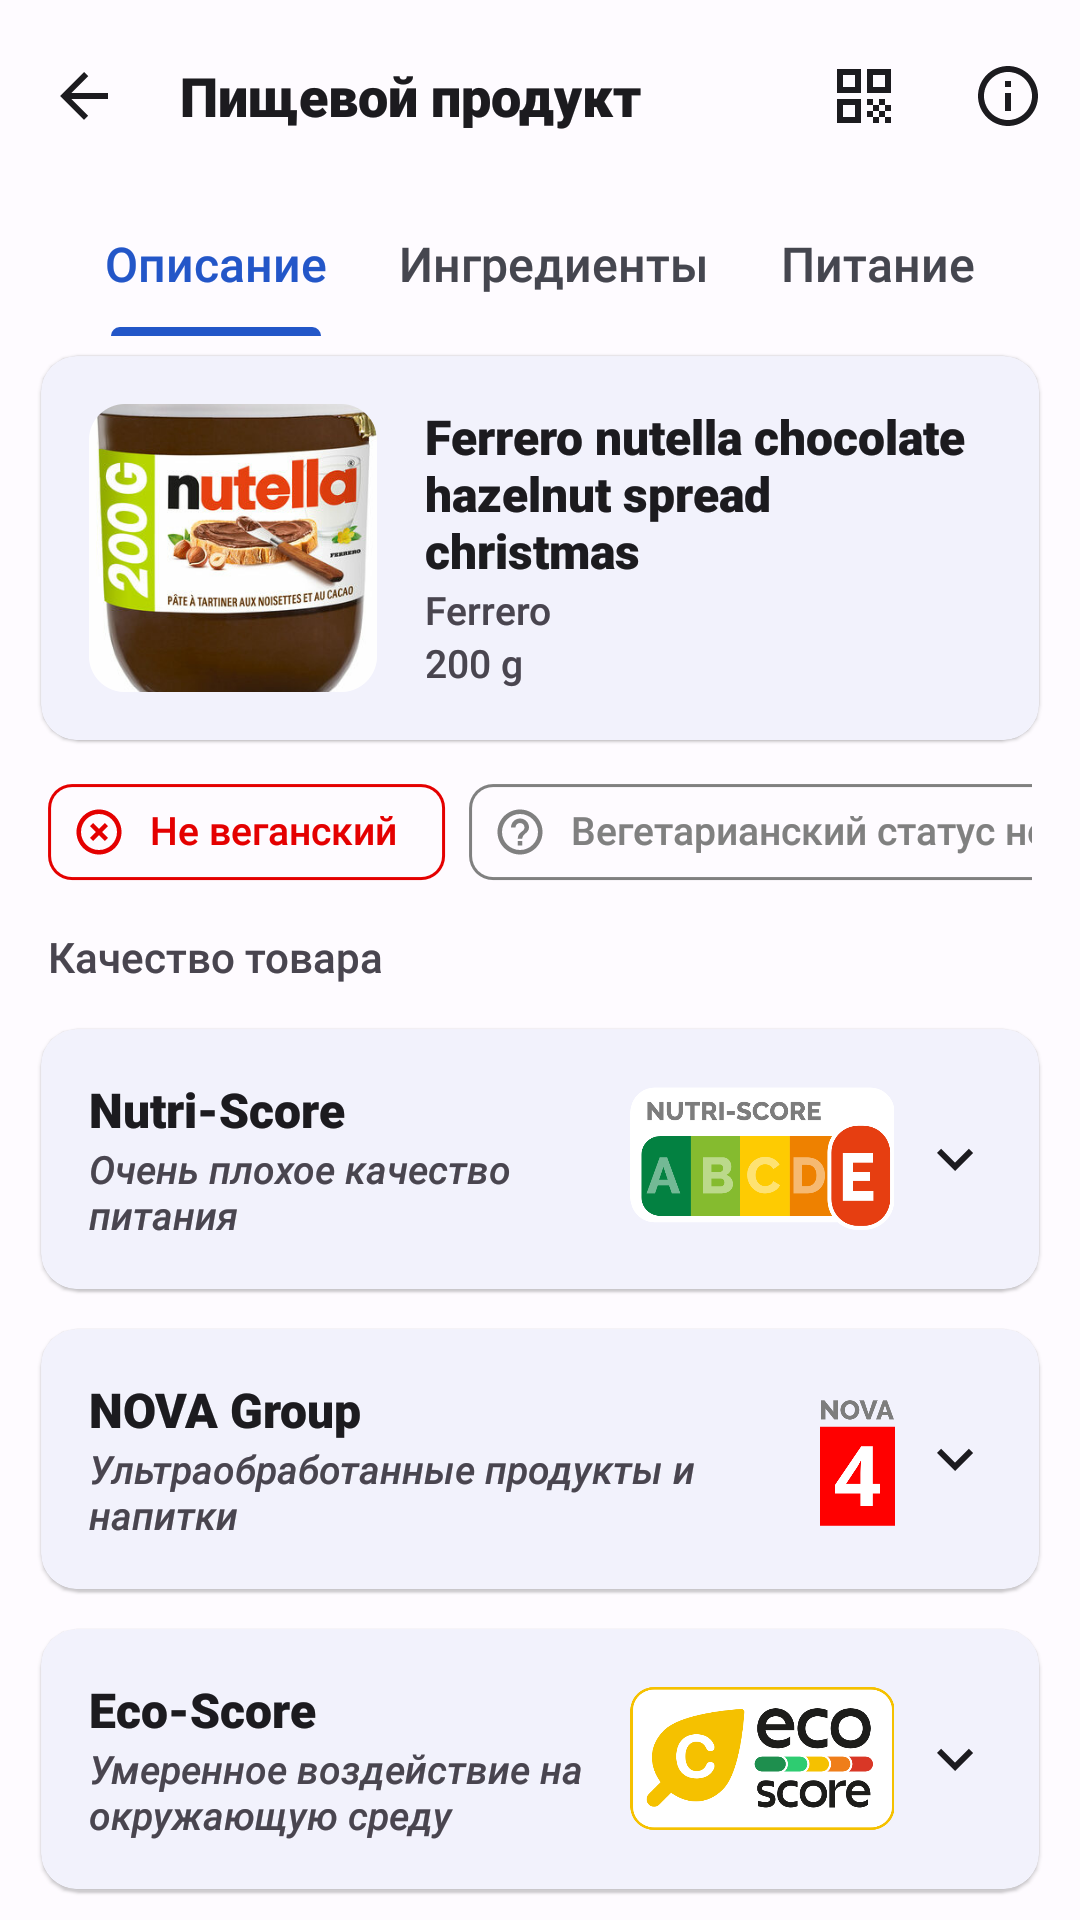 Пищевой продукт
Описание
Ингредиенты
Питание
200 G
nutella
FERRERO
PÂTE À TARTINER AUX NOISETTES ET AU CACAO
Ferrero nutella chocolate
hazelnut spread
christmas
Ferrero
200 g
Не веганский
Вегетарианский статус
Качество товара
Nutri-Score
Очень плохое качество
питания
NUTRI-SCORE
A B C D E
NOVA Group
Ультраобработанные продукты и
напитки
NOVA
4
Eco-Score
Умеренное воздействие на
окружающую среду
C
eco
score